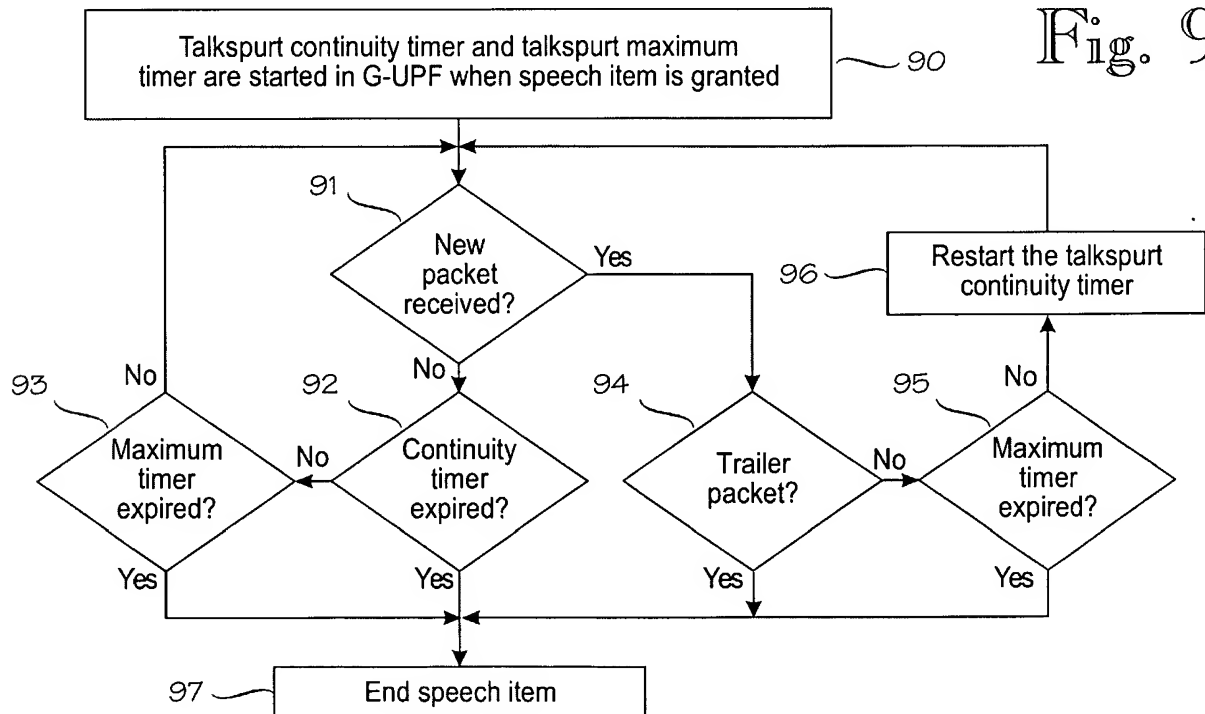 Fig. 9
Talkspurt continuity timer and talkspurt maximum
timer are started in G-UPF when speech item is granted
90
91
New
packet
received?
Yes
No
96
Restart the talkspurt
continuity timer
93
No
Maximum
timer
expired?
Yes
92
No
Continuity
timer
expired?
Yes
94
Trailer
packet?
No
Yes
95
No
Maximum
timer
expired?
Yes
97
End speech item